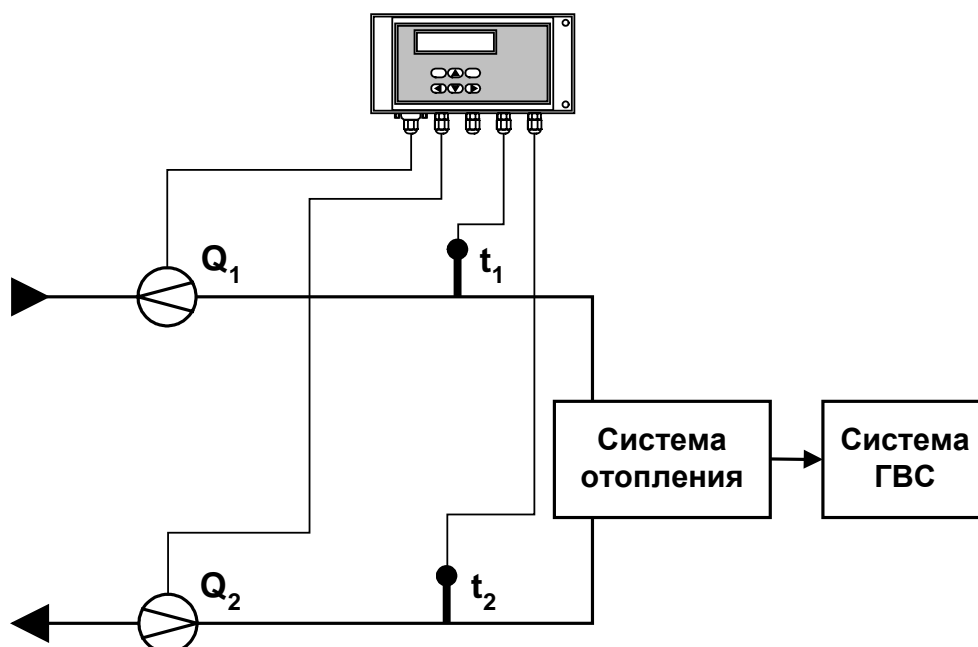 Q₁
t₁
Система
отопления
Система
ГВС
Q₂
t₂